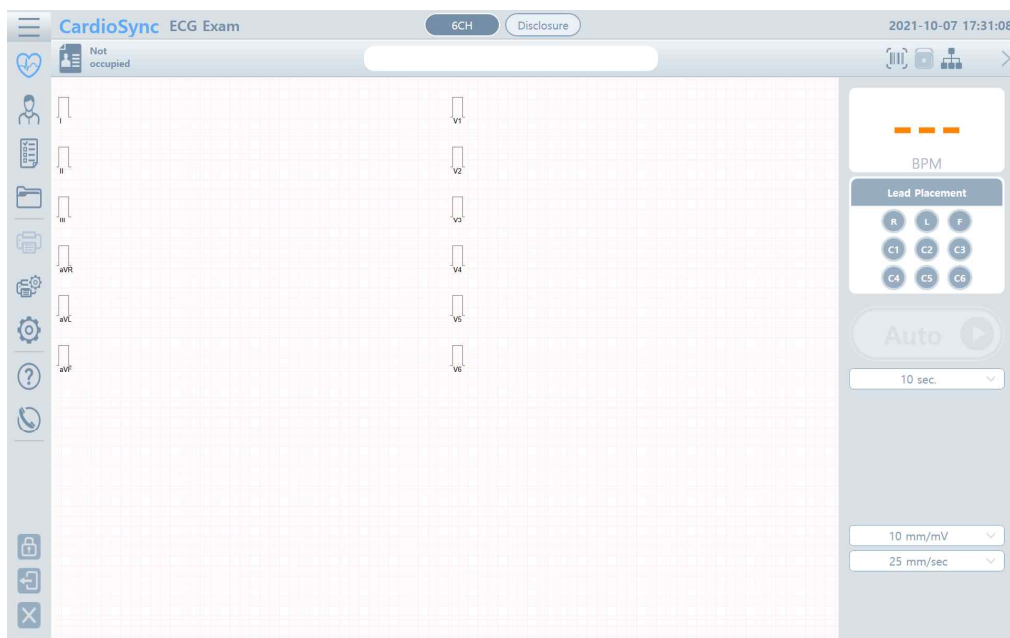 CardioSync ECG Exam 6CH Disclosure 2021-10-07 17:31:08
Not
occupied
I V1
II V2
III V3
aVR V4
aVL V5
aVF V6
BPM
Lead Placement
R L F
C1 C2 C3
C4 C5 C6
Auto
10 sec.
10 mm/mV
25 mm/sec